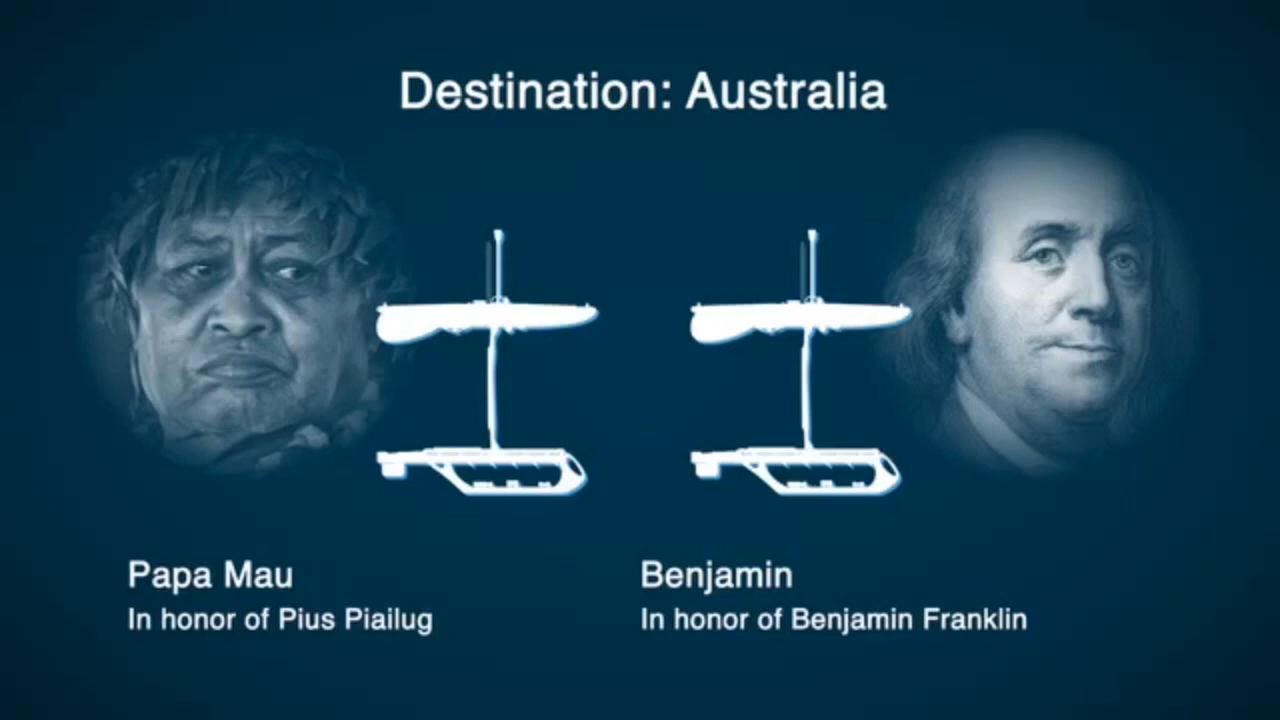 Destination: Australia
Papa Mau
In honor of Pius Piailug
Benjamin
In honor of Benjamin Franklin